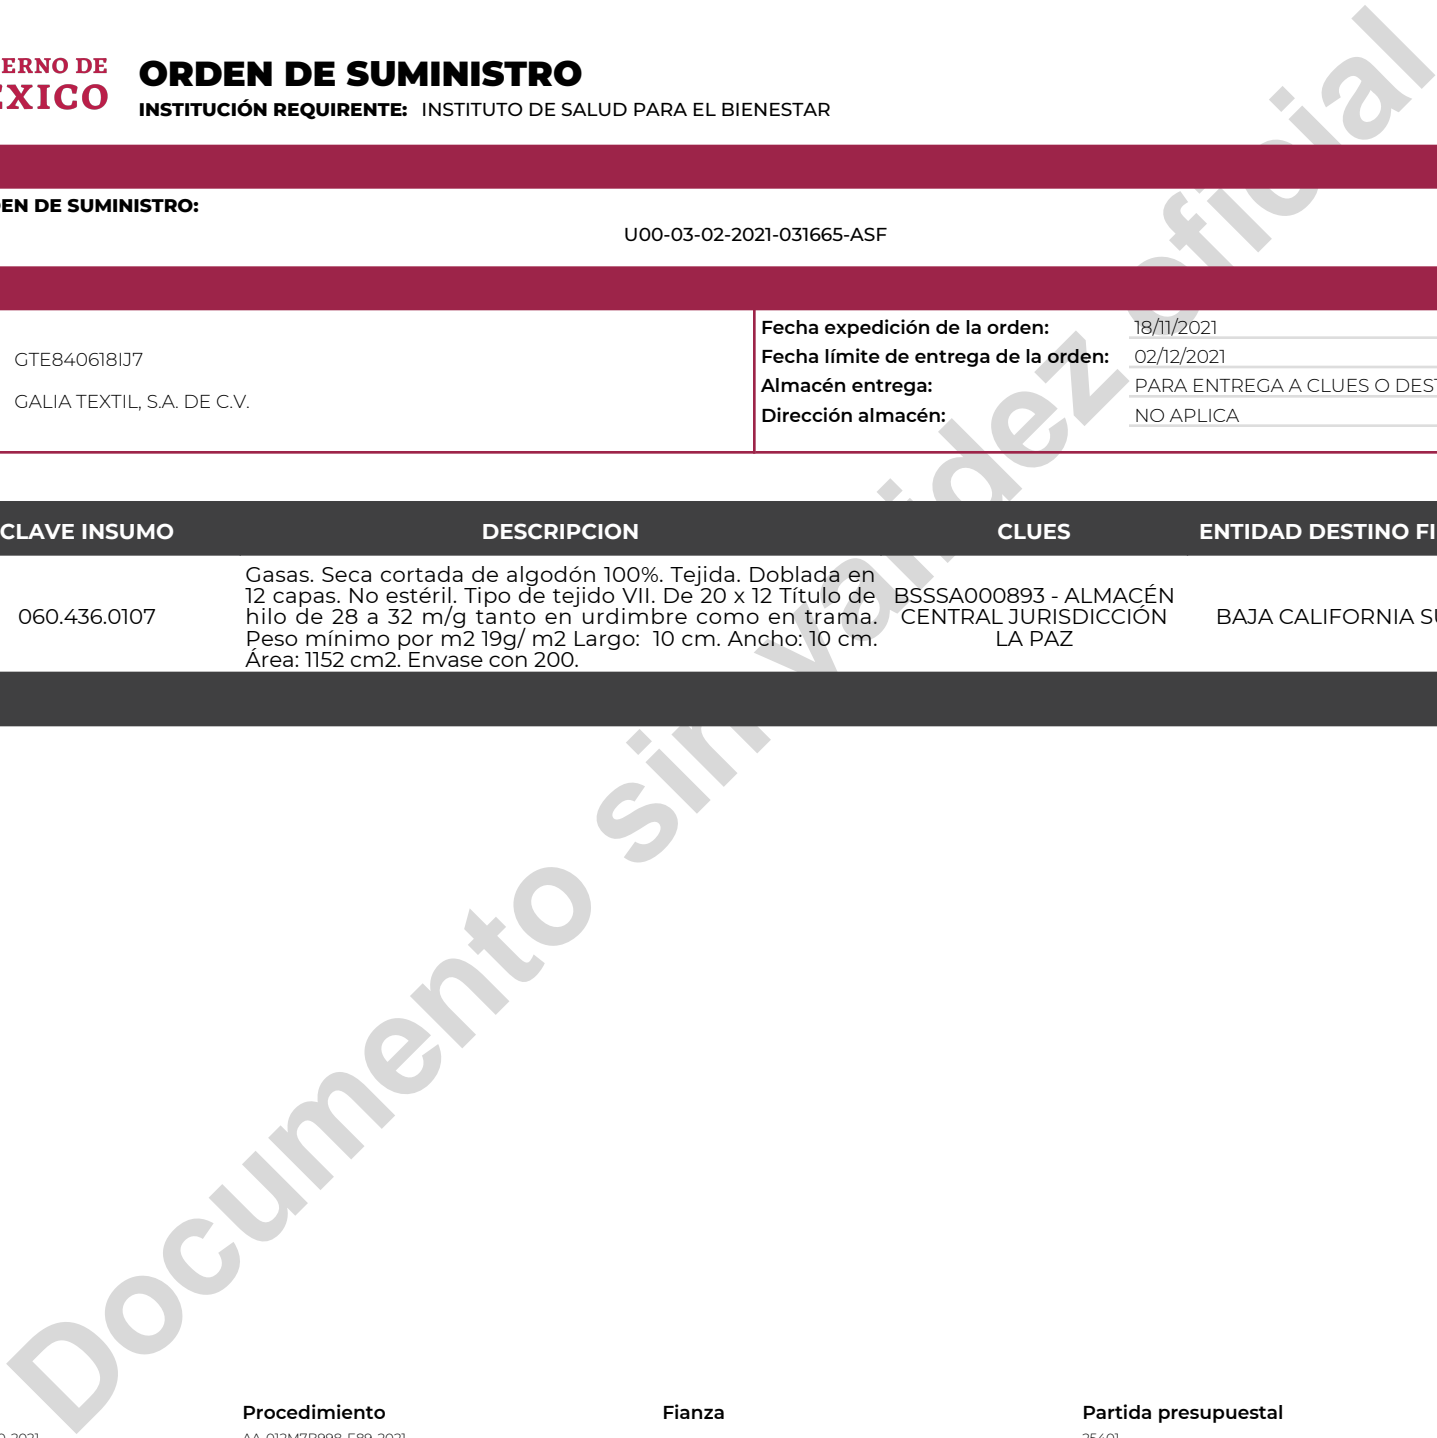 ERNO DE
EXICO
ORDEN DE SUMINISTRO
INSTITUCIÓN REQUIRENTE: INSTITUTO DE SALUD PARA EL BIENESTAR
EN DE SUMINISTRO:
U00-03-02-2021-031665-ASF
GTE840618IJ7
GALIA TEXTIL, S.A. DE C.V.
Fecha expedición de la orden: 18/11/2021
Fecha límite de entrega de la orden: 02/12/2021
Almacén entrega: PARA ENTREGA A CLUES O DEST
Dirección almacén: NO APLICA
CLAVE INSUMO DESCRIPCION CLUES ENTIDAD DESTINO FI
060.436.0107
Gasas. Seca cortada de algodón 100%. Tejida. Doblada en
12 capas. No estéril. Tipo de tejido VII. De 20 x 12 Título de
hilo de 28 a 32 m/g tanto en urdimbre como en trama.
Peso mínimo por m2 19g/ m2 Largo: 10 cm. Ancho: 10 cm.
Área: 1152 cm2. Envase con 200.
BSSSA000893 - ALMACÉN
CENTRAL JURISDICCIÓN
LA PAZ
BAJA CALIFORNIA SU
Documento sin validez oficial
Procedimiento Fianza Partida presupuestal